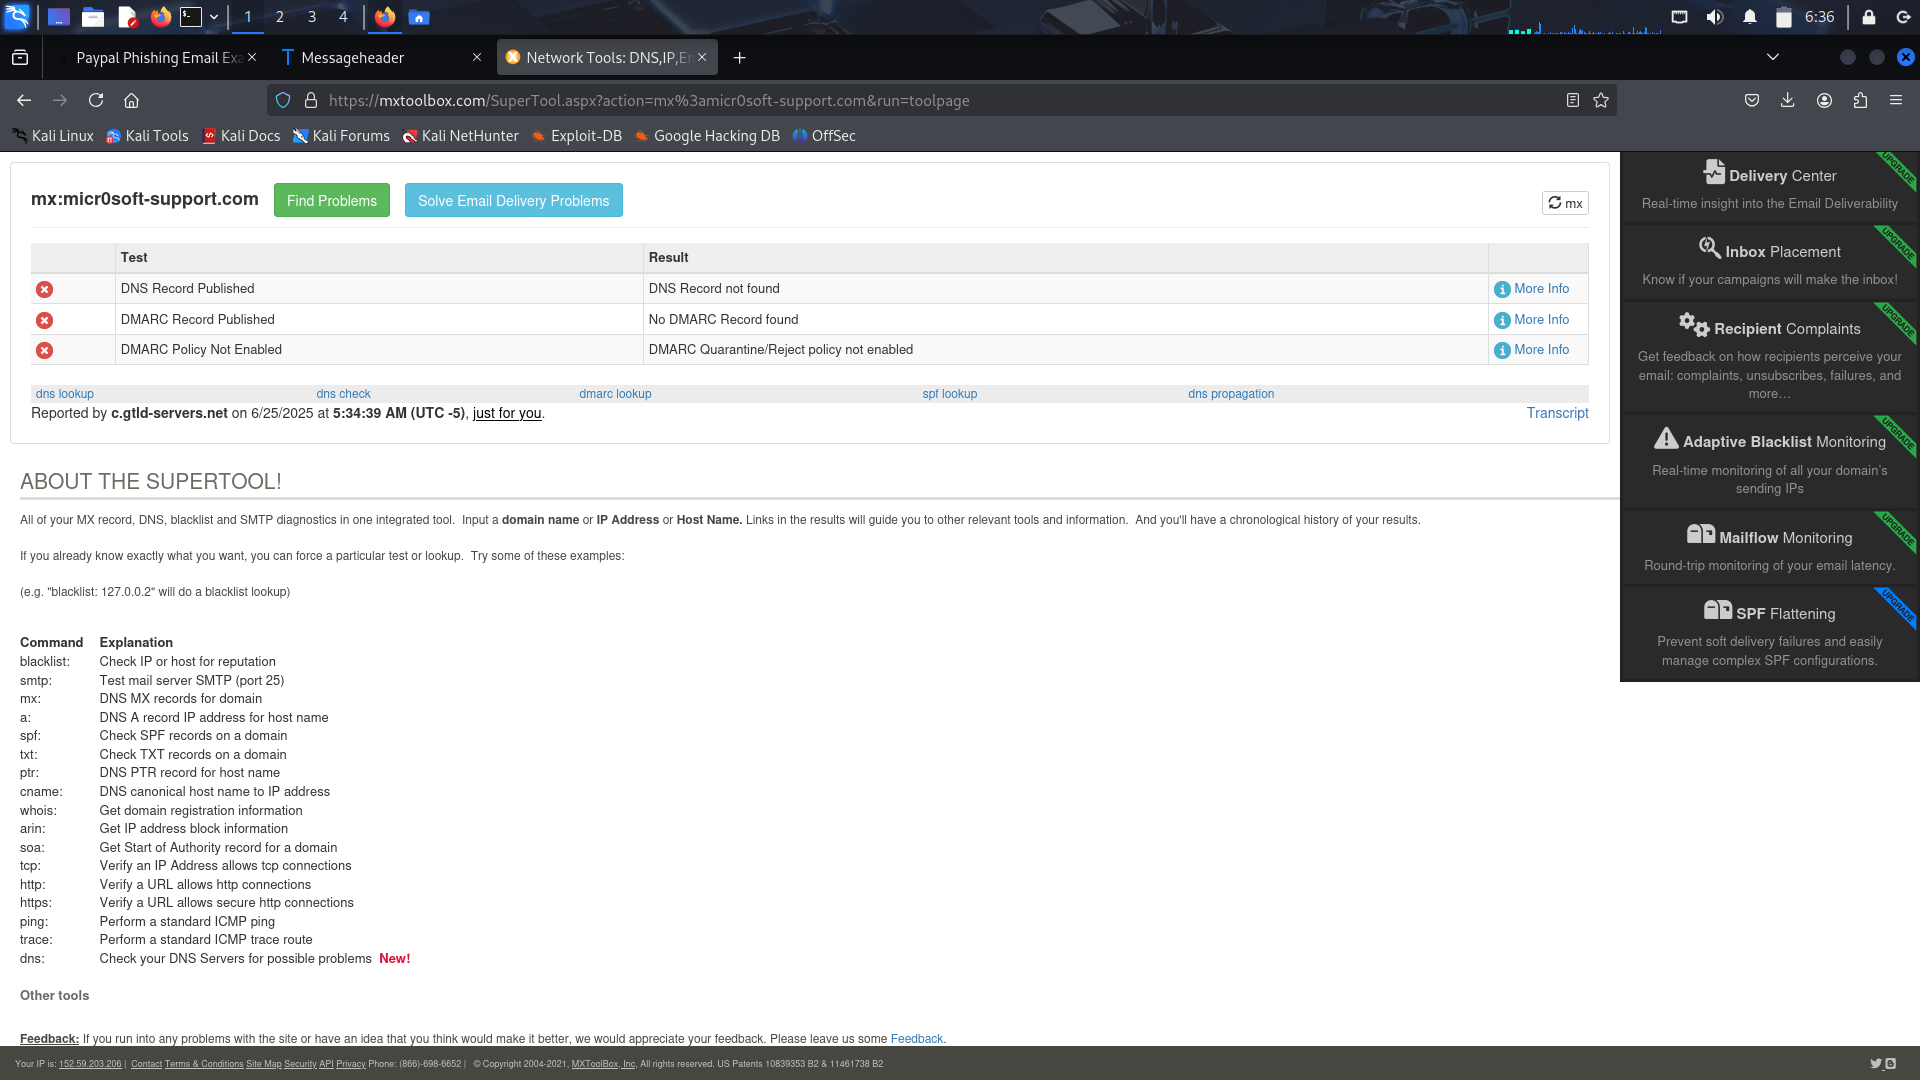 1 2 3 4 6:36
Paypal Phishing Email Exa Messageheader Network Tools: DNS,IP,Em
https://mxtoolbox.com/SuperTool.aspx?action=mx%3amicr0soft-support.com&run=toolpage
Kali Linux Kali Tools Kali Docs Kali Forums Kali NetHunter Exploit-DB Google Hacking DB OffSec
mx:micr0soft-support.com Find Problems Solve Email Delivery Problems mx
Test Result
DNS Record Published DNS Record not found More Info
DMARC Record Published No DMARC Record found More Info
DMARC Policy Not Enabled DMARC Quarantine/Reject policy not enabled More Info
dns lookup dns check dmarc lookup spf lookup dns propagation
Reported by c.gtld-servers.net on 6/25/2025 at 5:34:39 AM (UTC -5), just for you. Transcript
ABOUT THE SUPERTOOL!
All of your MX record, DNS, blacklist and SMTP diagnostics in one integrated tool.  Input a domain name or IP Address or Host Name. Links in the results will guide you to other relevant tools and information.  And you'll have a chronological history of your results.
If you already know exactly what you want, you can force a particular test or lookup.  Try some of these examples:
(e.g. "blacklist: 127.0.0.2" will do a blacklist lookup)
Command Explanation
blacklist: Check IP or host for reputation
smtp: Test mail server SMTP (port 25)
mx: DNS MX records for domain
a: DNS A record IP address for host name
spf: Check SPF records on a domain
txt: Check TXT records on a domain
ptr: DNS PTR record for host name
cname: DNS canonical host name to IP address
whois: Get domain registration information
arin: Get IP address block information
soa: Get Start of Authority record for a domain
tcp: Verify an IP Address allows tcp connections
http: Verify a URL allows http connections
https: Verify a URL allows secure http connections
ping: Perform a standard ICMP ping
trace: Perform a standard ICMP trace route
dns: Check your DNS Servers for possible problems New!
Other tools
Feedback: If you run into any problems with the site or have an idea that you think would make it better, we would appreciate your feedback. Please leave us some Feedback.
Delivery Center UPGRADE
Real-time insight into the Email Deliverability
Inbox Placement UPGRADE
Know if your campaigns will make the inbox!
Recipient Complaints UPGRADE
Get feedback on how recipients perceive your
email: complaints, unsubscribes, failures, and
more…
Adaptive Blacklist Monitoring UPGRADE
Real-time monitoring of all your domain's
sending IPs
Mailflow Monitoring UPGRADE
Round-trip monitoring of your email latency.
SPF Flattening UPGRADE
Prevent soft delivery failures and easily
manage complex SPF configurations.
Your IP is: 152.59.203.206 | Contact Terms & Conditions Site Map Security API Privacy Phone: (866)-698-6652 | © Copyright 2004-2021, MXToolBox, Inc, All rights reserved. US Patents 10839353 B2 & 11461738 B2